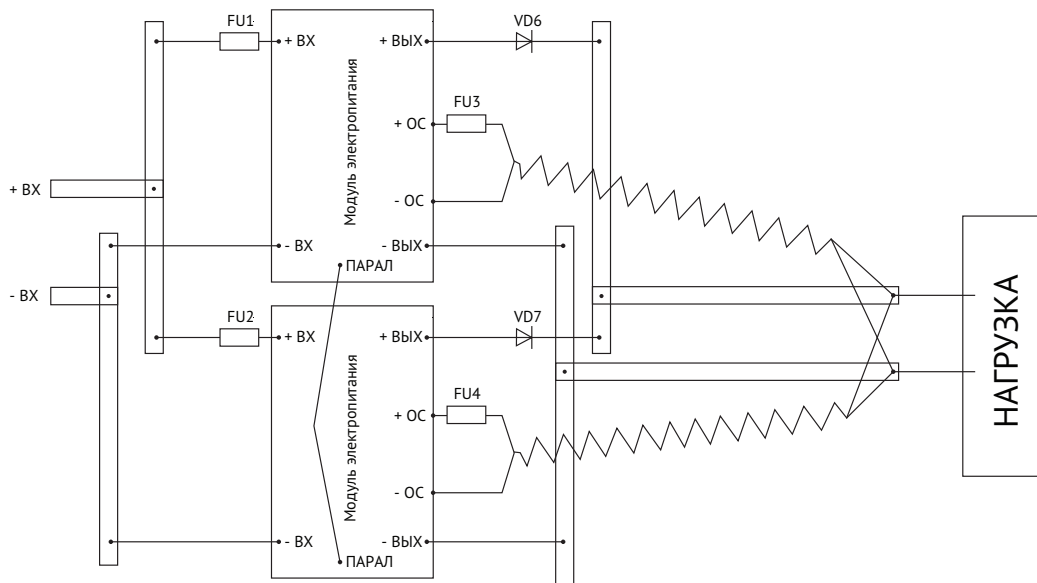 FU1
+ ВХ
+ ВЫХ
VD6
Модуль электропитания
FU3
+ ОС
- ОС
+ ВХ
- ВХ
- ВЫХ
ПАРАЛ
- ВХ
FU2
+ ВХ
+ ВЫХ
VD7
Модуль электропитания
FU4
+ ОС
- ОС
- ВХ
- ВЫХ
ПАРАЛ
НАГРУЗКА